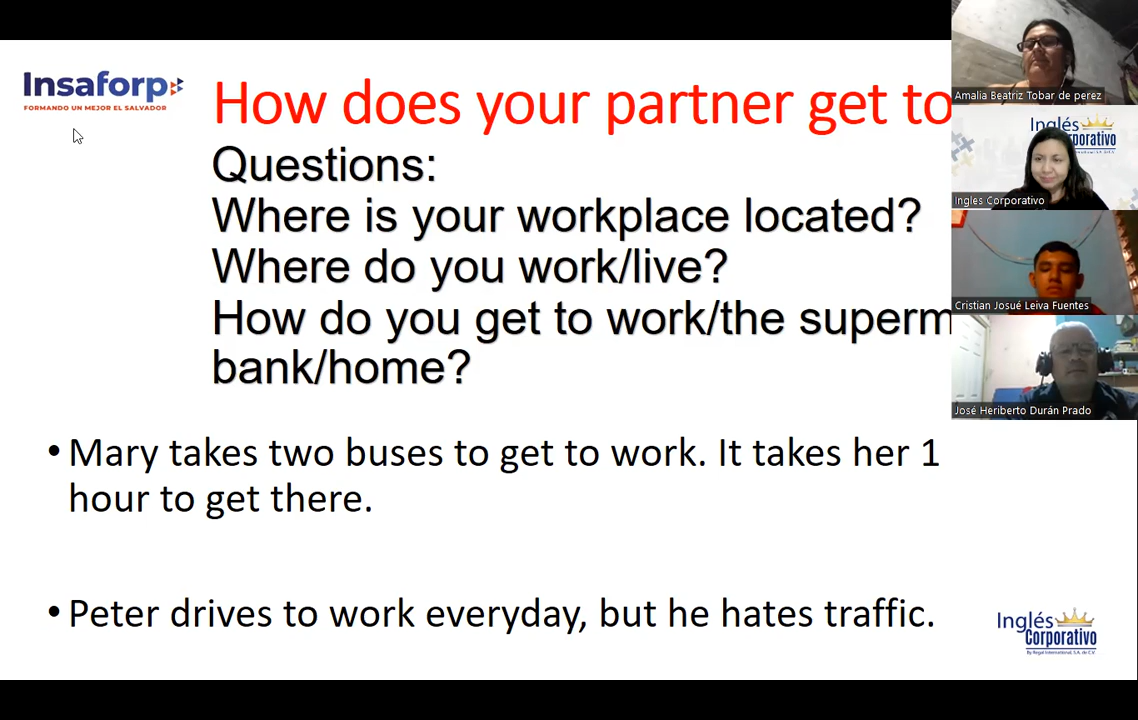 Insaforp
FORMANDO UN MEJOR EL SALVADOR
How does your partner get to
Questions:
Where is your workplace located?
Where do you work/live?
How do you get to work/the superm
bank/home?
• Mary takes two buses to get to work. It takes her 1
hour to get there.
• Peter drives to work everyday, but he hates traffic.
Amalia Beatriz Tobar de perez
Inglés
Corporativo
Ingles Corporativo
Cristian Josué Leiva Fuentes
José Heriberto Durán Prado
Inglés
Corporativo
By Regal International, S.A. de C.V.